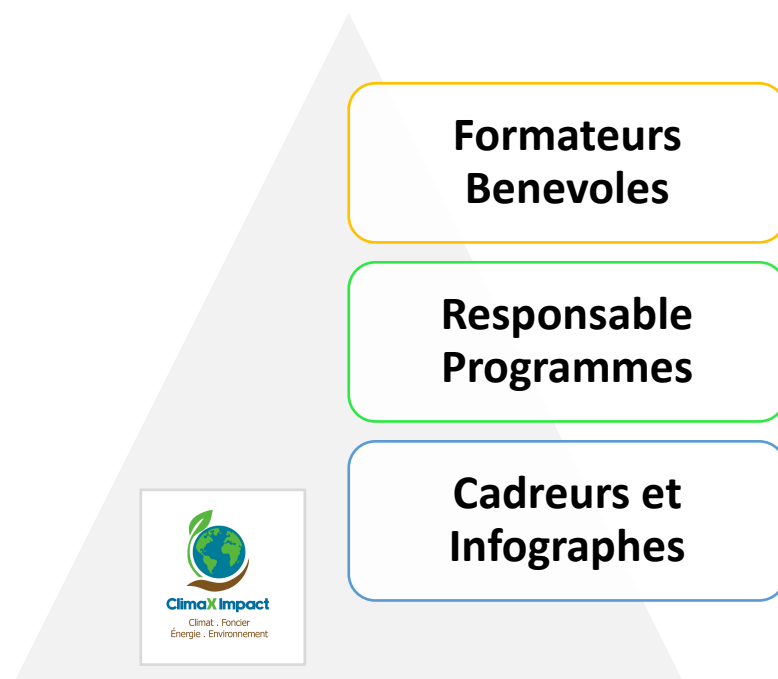 Formateurs
Benevoles
Responsable
Programmes
Cadreurs et
Infographes
ClimaX Impact
Climat . Foncier
Énergie . Environnement